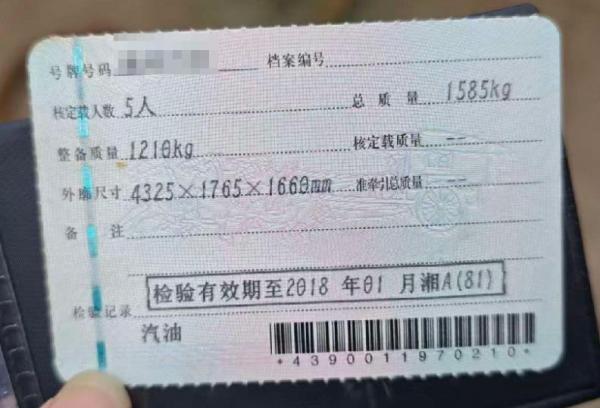 号牌号码 档案编号
核定载人数 5人 总质量 1585kg
整备质量 1210kg 核定载质量 --
外廓尺寸 4325×1765×1660mm 准牵引总质量 --
备注
检验有效期至2018 年01 月湘A(81)
检验记录
汽油
*4390011970210*